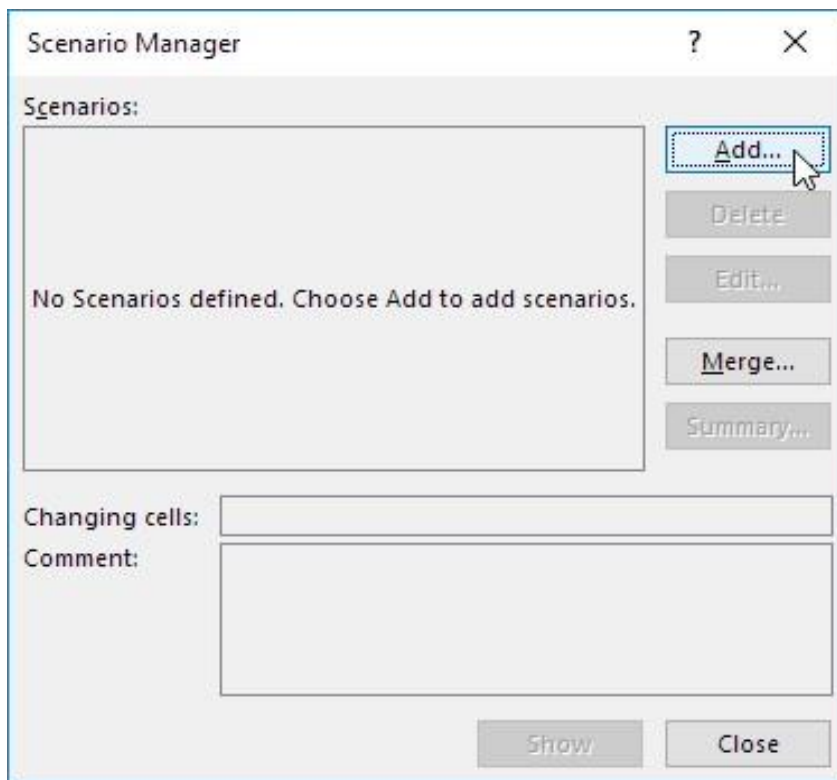 Scenario Manager
?
Scenarios:
Add...
Delete
No Scenarios defined. Choose Add to add scenarios.
Edit...
Merge...
Summary...
Changing cells:
Comment:
Show
Close